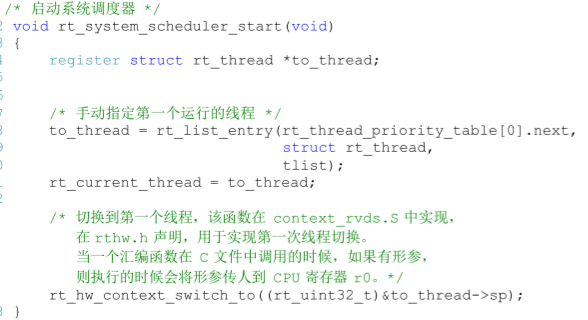 /* 启动系统调度器 */
void rt_system_scheduler_start(void)
{
    register struct rt_thread *to_thread;
    /* 手动指定第一个运行的线程 */
    to_thread = rt_list_entry(rt_thread_priority_table[0].next,
                              struct rt_thread,
                              tlist);
    rt_current_thread = to_thread;
    /* 切换到第一个线程，该函数在 context_rvds.S 中实现，
       在 rthw.h 声明，用于实现第一次线程切换。
       当一个汇编函数在 C 文件中调用的时候，如果有形参，
       则执行的时候会将形参传人到 CPU 寄存器 r0。*/
    rt_hw_context_switch_to((rt_uint32_t)&to_thread->sp);
}